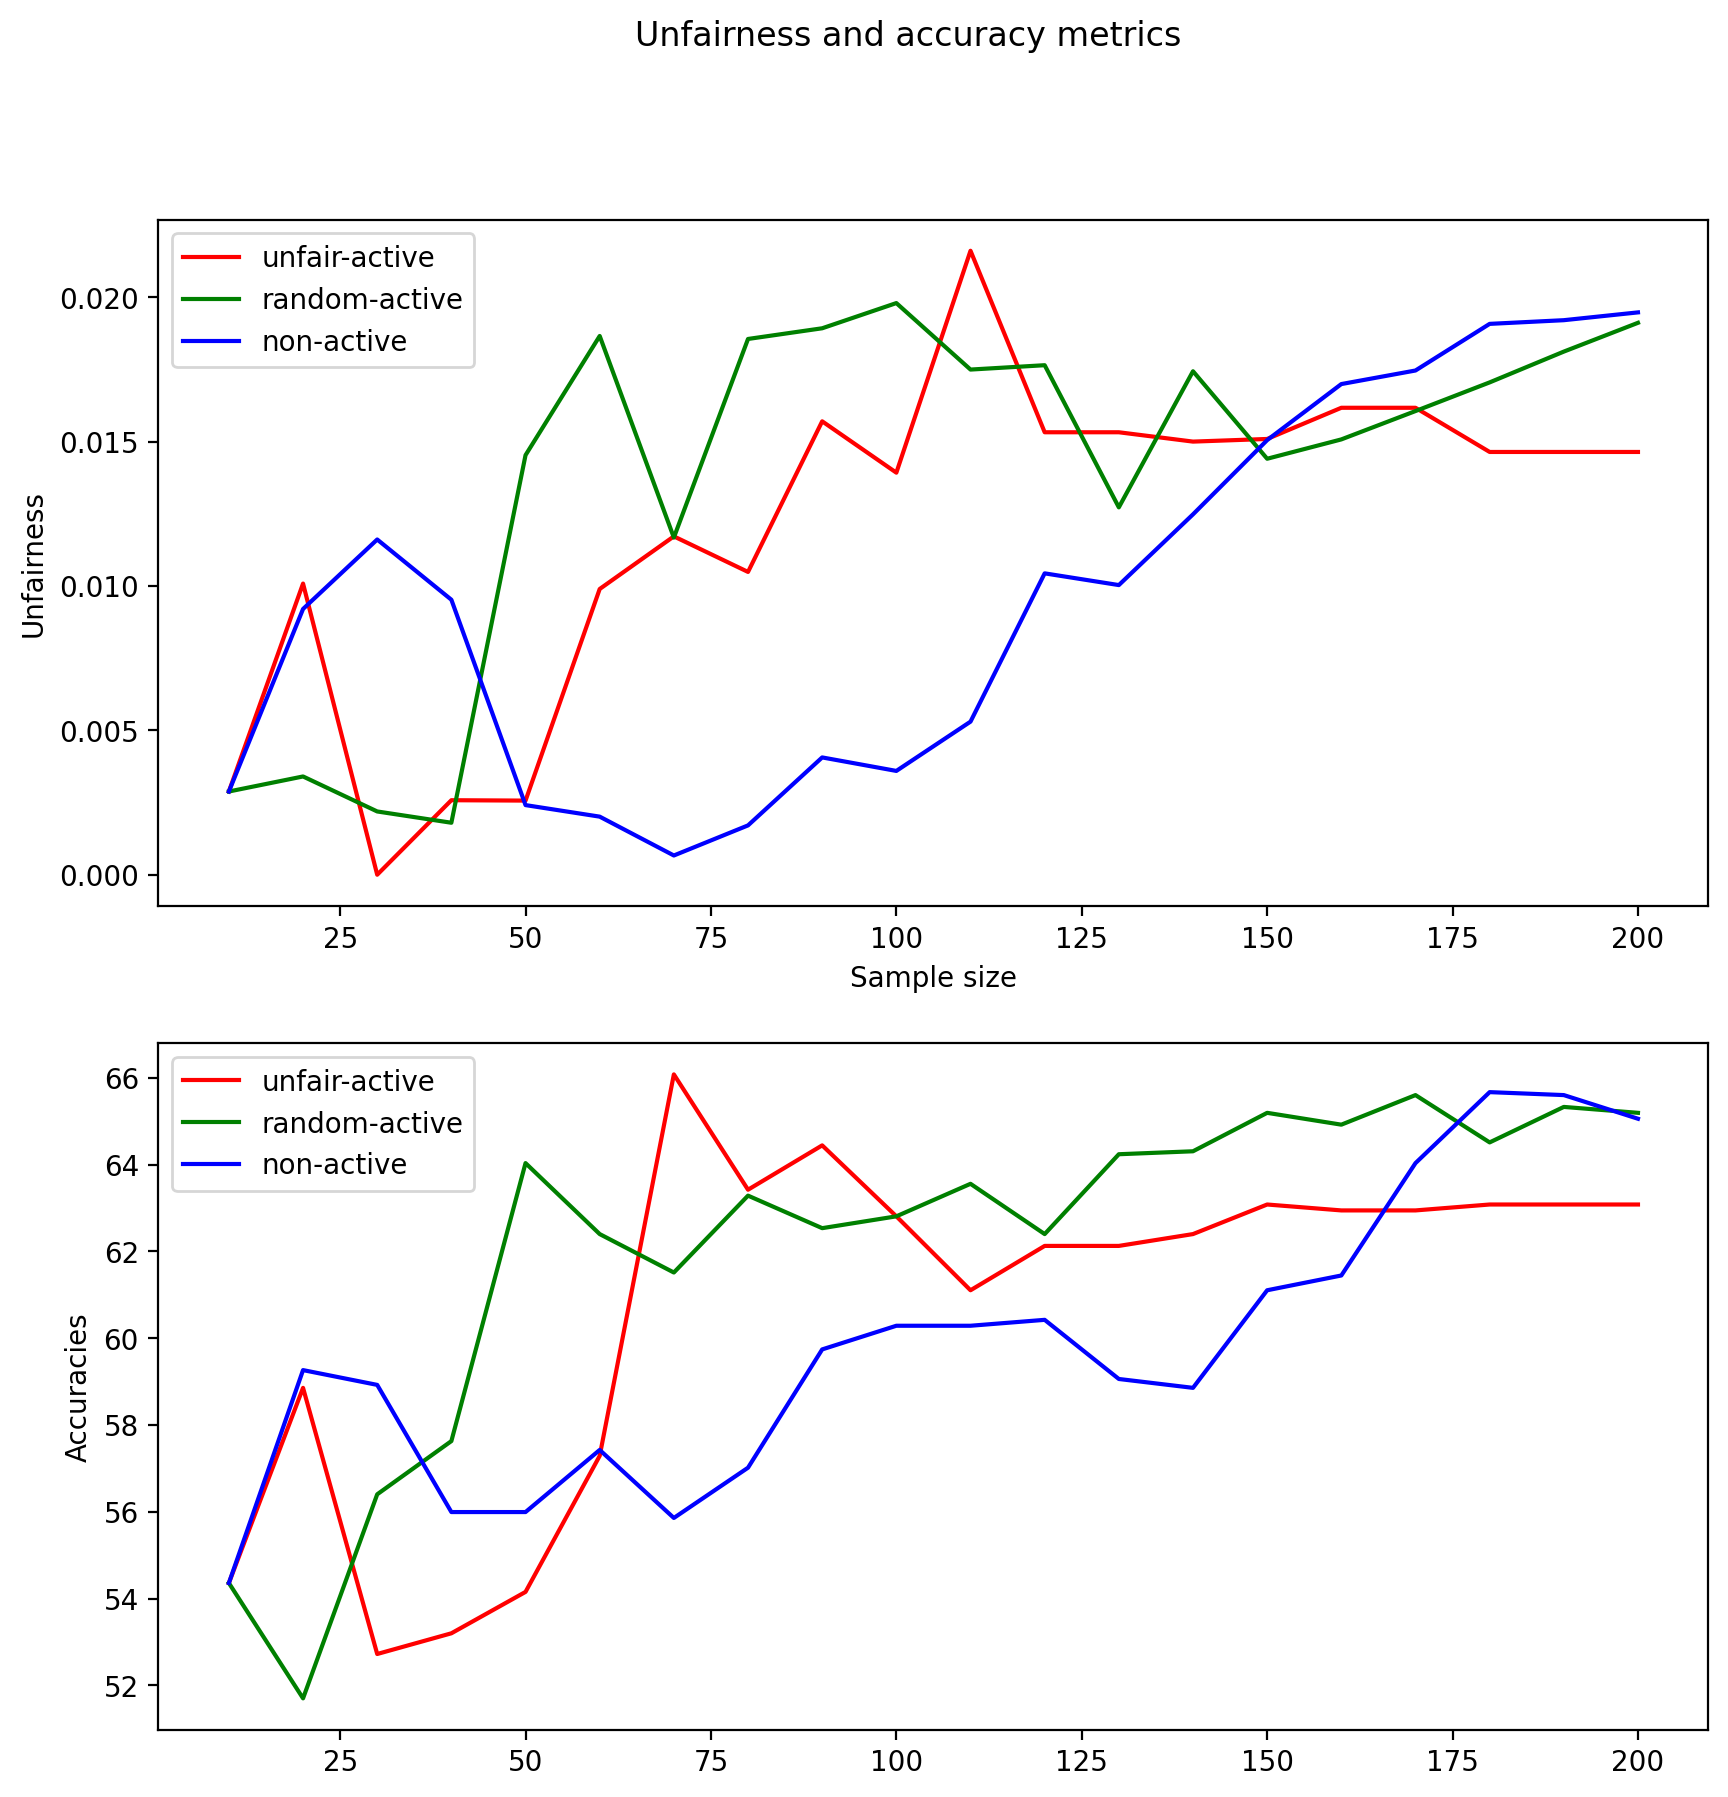 Unfairness and accuracy metrics
unfair-active
random-active
non-active
0.020
0.015
0.010
0.005
0.000
Unfairness
25 50 75 100 125 150 175 200
Sample size
unfair-active
random-active
non-active
66
64
62
60
58
56
54
52
Accuracies
25 50 75 100 125 150 175 200